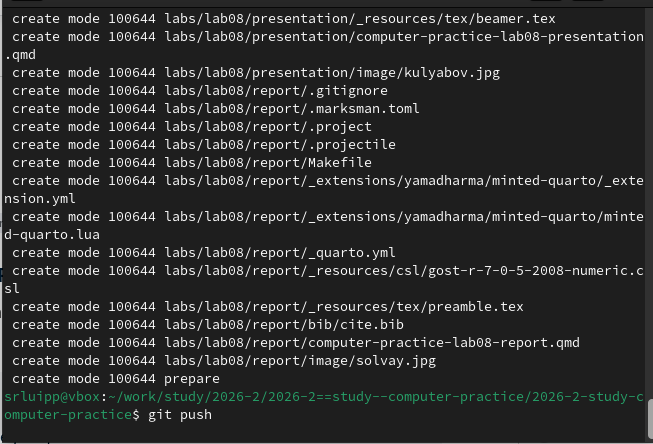 create mode 100644 labs/lab08/presentation/_resources/tex/beamer.tex
create mode 100644 labs/lab08/presentation/computer-practice-lab08-presentation
.qmd
create mode 100644 labs/lab08/presentation/image/kulyabov.jpg
create mode 100644 labs/lab08/report/.gitignore
create mode 100644 labs/lab08/report/.marksman.toml
create mode 100644 labs/lab08/report/.project
create mode 100644 labs/lab08/report/.projectile
create mode 100644 labs/lab08/report/Makefile
create mode 100644 labs/lab08/report/_extensions/yamadharma/minted-quarto/_exte
nsion.yml
create mode 100644 labs/lab08/report/_extensions/yamadharma/minted-quarto/minte
d-quarto.lua
create mode 100644 labs/lab08/report/_quarto.yml
create mode 100644 labs/lab08/report/_resources/csl/gost-r-7-0-5-2008-numeric.c
sl
create mode 100644 labs/lab08/report/_resources/tex/preamble.tex
create mode 100644 labs/lab08/report/bib/cite.bib
create mode 100644 labs/lab08/report/computer-practice-lab08-report.qmd
create mode 100644 labs/lab08/report/image/solvay.jpg
create mode 100644 prepare
srluipp@vbox:~/work/study/2026-2/2026-2==study--computer-practice/2026-2-study-c
omputer-practice$ git push